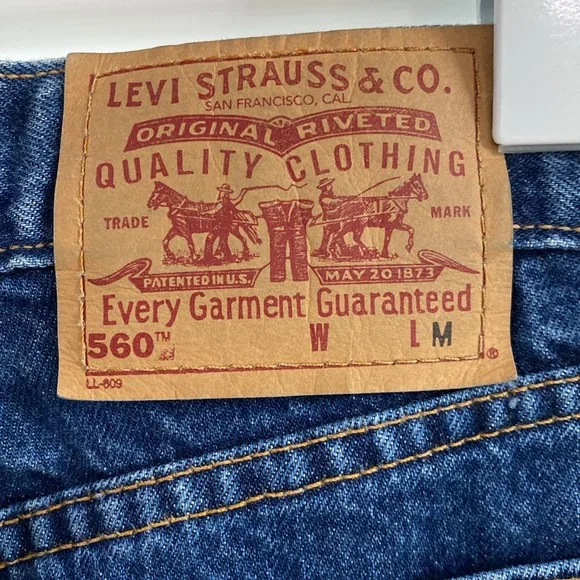 LEVI STRAUSS & CO.
SAN FRANCISCO, CAL.
ORIGINAL RIVETED
QUALITY CLOTHING
TRADE MARK
PATENTED IN U.S. MAY 20 1873
Every Garment Guaranteed
560™ W L M
®
LL-609